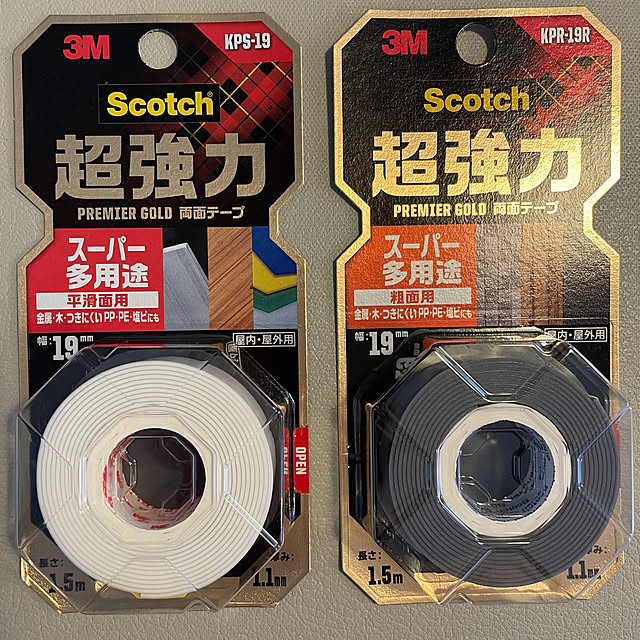 3M
KPS-19
Scotch
超強力
PREMIER GOLD 両面テープ
スーパー
多用途
平滑面用
金属・木・つきにくいPP・PE・塩ビにも
幅:19mm
屋内・屋外用
OPEN
長さ:
1.5m
1.1mm
3M
KPR-19R
Scotch
超強力
PREMIER GOLD 両面テープ
スーパー
多用途
粗面用
金属・木・つきにくいPP・PE・塩ビにも
幅:19mm
屋内・屋外用
長さ:
1.5m
1.1mm